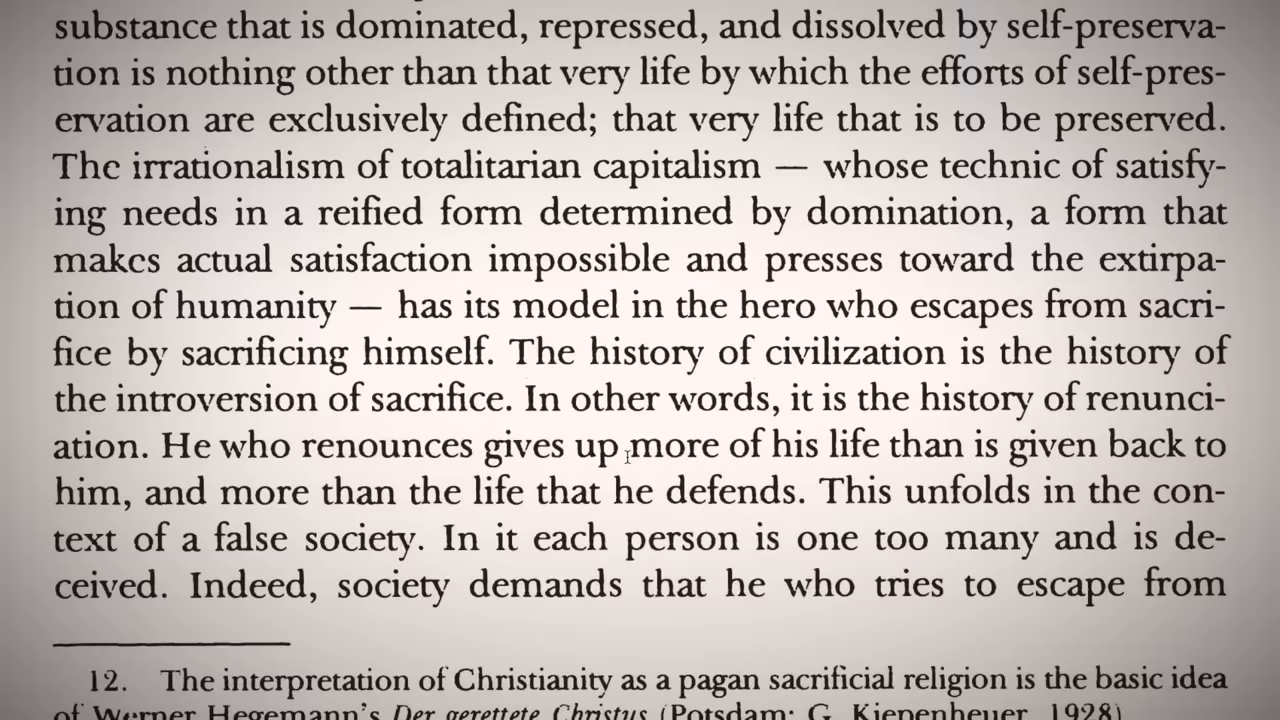 substance that is dominated, repressed, and dissolved by self-preserva-
tion is nothing other than that very life by which the efforts of self-pres-
ervation are exclusively defined; that very life that is to be preserved.
The irrationalism of totalitarian capitalism — whose technic of satisfy-
ing needs in a reified form determined by domination, a form that
makes actual satisfaction impossible and presses toward the extirpa-
tion of humanity — has its model in the hero who escapes from sacri-
fice by sacrificing himself. The history of civilization is the history of
the introversion of sacrifice. In other words, it is the history of renunci-
ation. He who renounces gives up more of his life than is given back to
him, and more than the life that he defends. This unfolds in the con-
text of a false society. In it each person is one too many and is de-
ceived. Indeed, society demands that he who tries to escape from
12. The interpretation of Christianity as a pagan sacrificial religion is the basic idea
of Werner Hegemann's Der gerettete Christus (Potsdam: G. Kiepenheuer, 1928)